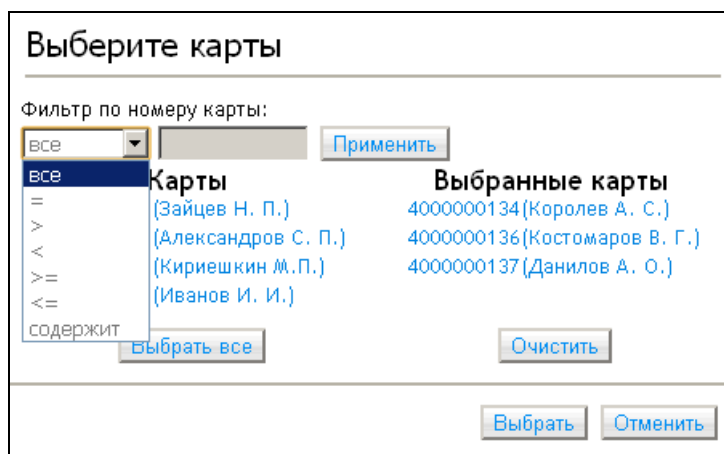 Выберите карты
Фильтр по номеру карты:
все Применить
все
=
>
<
>=
<=
содержит
Карты
(Зайцев Н. П.)
(Александров С. П.)
(Кириешкин М.П.)
(Иванов И. И.)
Выбрать все
Выбранные карты
4000000134(Королев А. С.)
4000000136(Костомаров В. Г.)
4000000137(Данилов А. О.)
Очистить
Выбрать Отменить